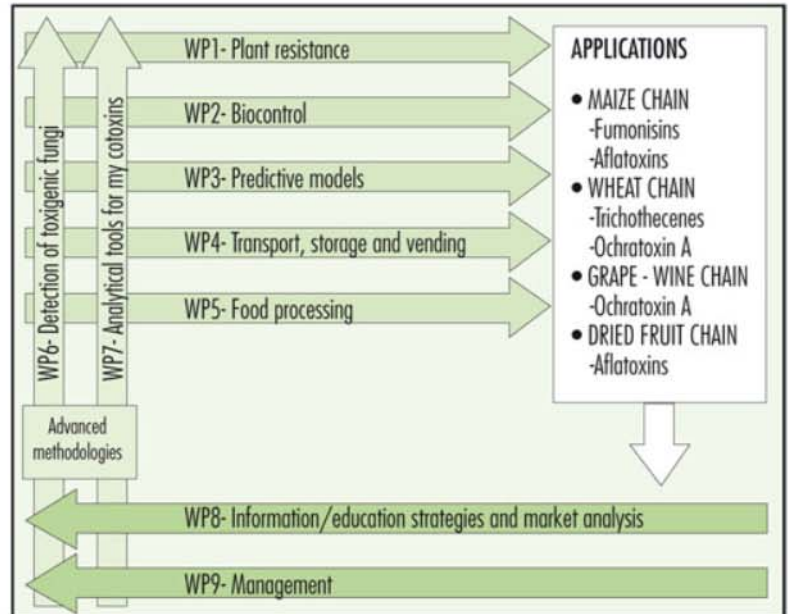 WP1- Plant resistance
WP2- Biocontrol
WP3- Predictive models
WP4- Transport, storage and vending
WP5- Food processing
WP6- Detection of toxigenic fungi
WP7- Analytical tools for my cotoxins
Advanced
methodologies
APPLICATIONS
• MAIZE CHAIN
-Fumonisins
-Aflatoxins
• WHEAT CHAIN
-Trichothecenes
-Ochratoxin A
• GRAPE - WINE CHAIN
-Ochratoxin A
• DRIED FRUIT CHAIN
-Aflatoxins
WP8- Information/education strategies and market analysis
WP9- Management